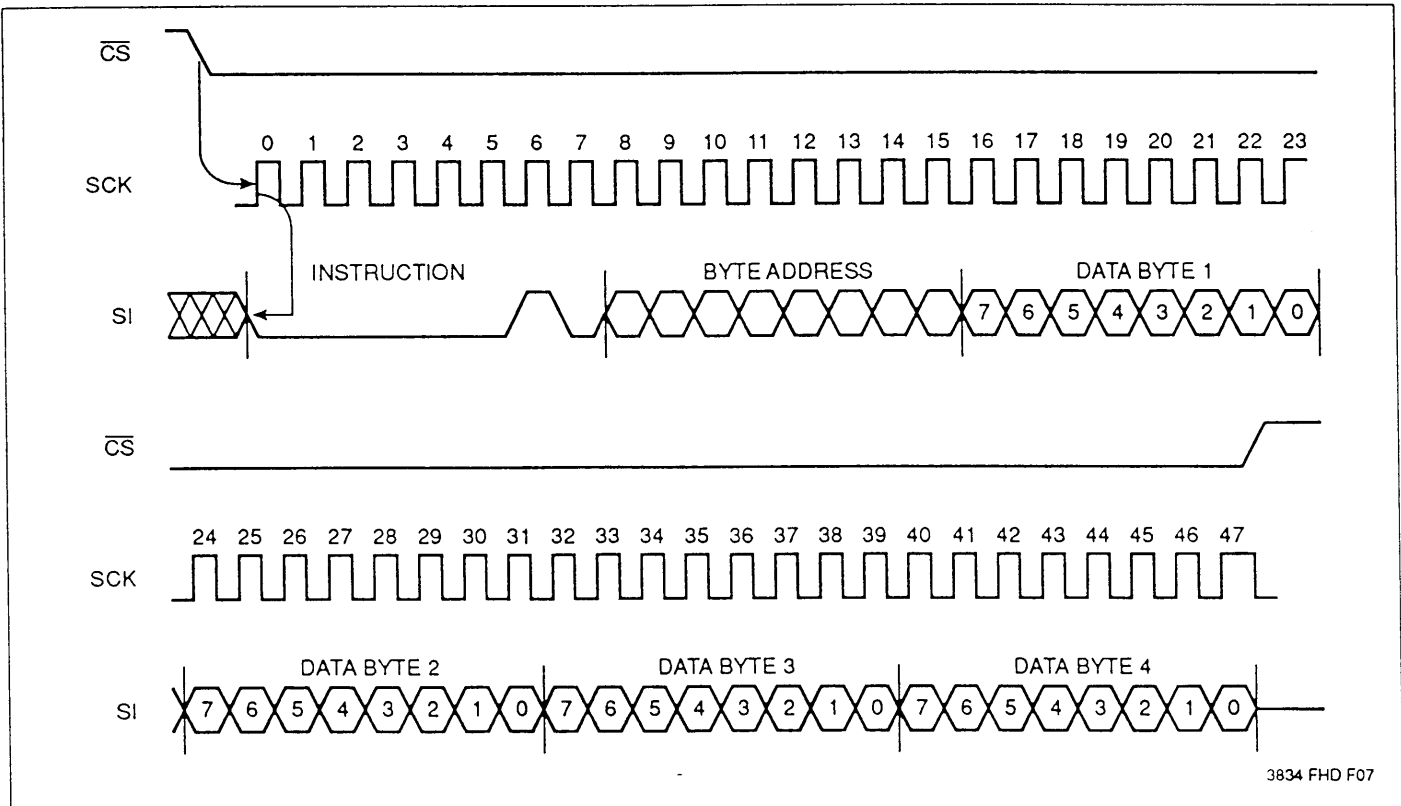 CS
0 1 2 3 4 5 6 7 8 9 10 11 12 13 14 15 16 17 18 19 20 21 22 23
SCK
INSTRUCTION BYTE ADDRESS DATA BYTE 1
SI 7 6 5 4 3 2 1 0
CS
24 25 26 27 28 29 30 31 32 33 34 35 36 37 38 39 40 41 42 43 44 45 46 47
SCK
DATA BYTE 2 DATA BYTE 3 DATA BYTE 4
SI 7 6 5 4 3 2 1 0 7 6 5 4 3 2 1 0 7 6 5 4 3 2 1 0
3834 FHD F07